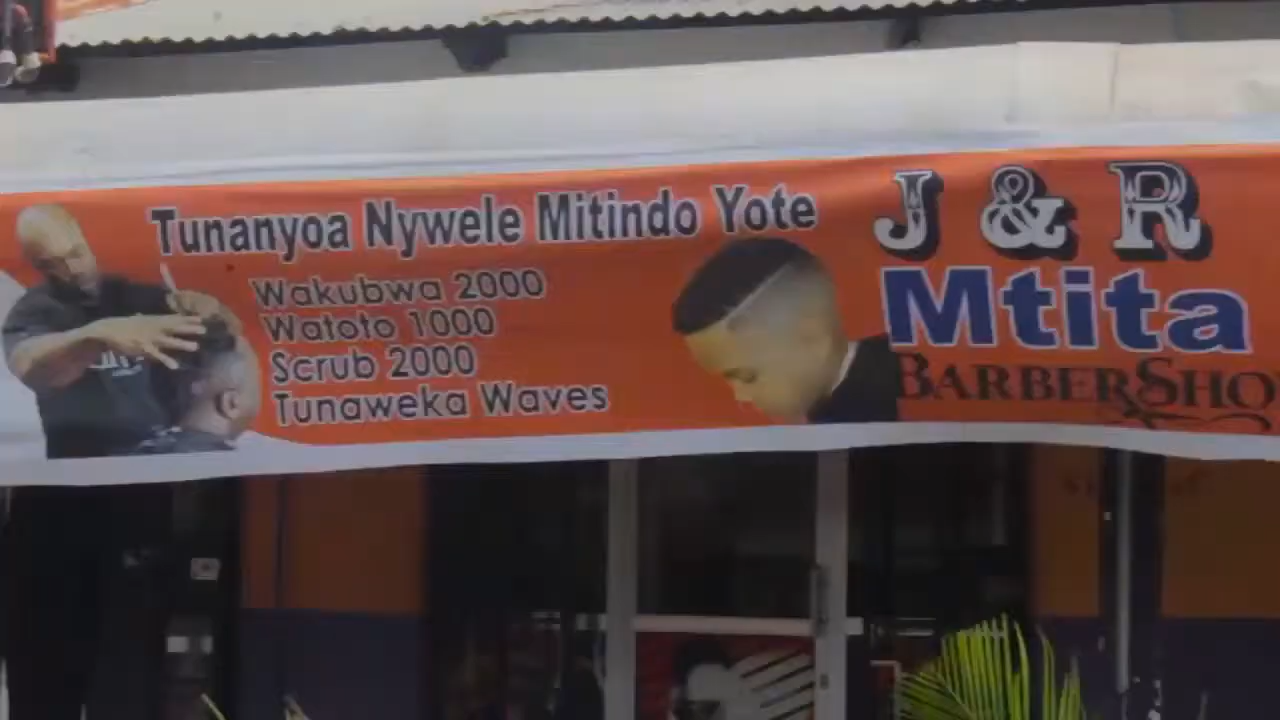 Tunanyoa Nywele Mitindo Yote
Wakubwa 2000
Watoto 1000
Scrub 2000
Tunaweka Waves
J & R
Mtita
BARBERSHO